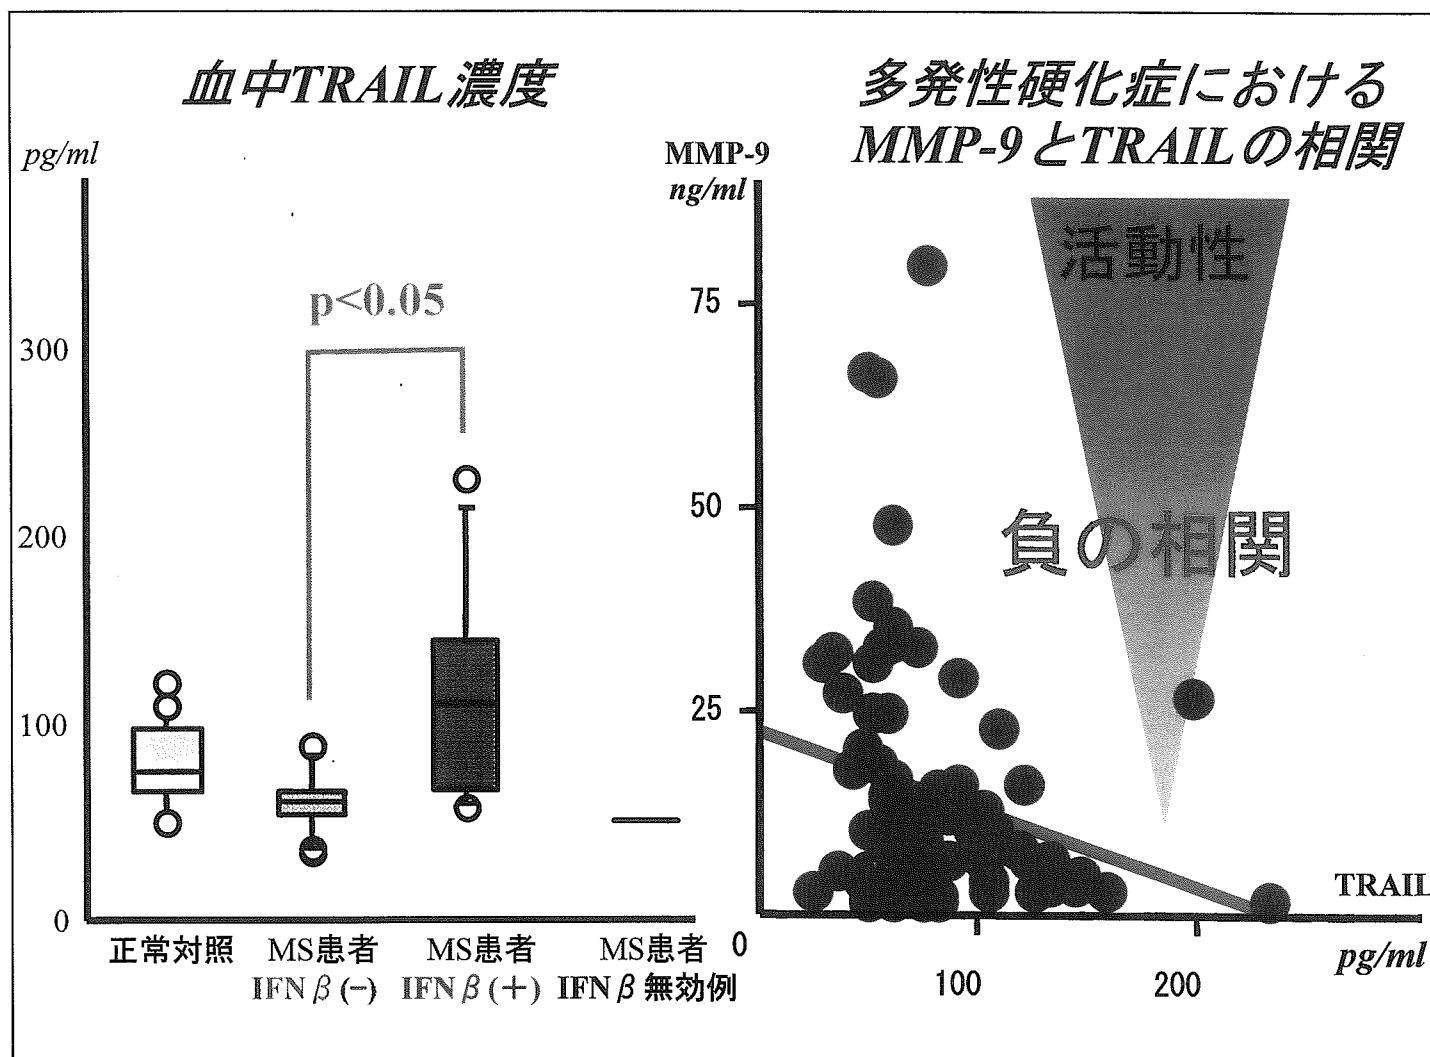 血中TRAIL濃度
pg/ml
300
200
100
0
p<0.05
正常対照
MS患者
IFNβ(-)
MS患者
IFNβ(+)
MS患者
IFNβ無効例
多発性硬化症における
MMP-9とTRAILの相関
MMP-9
ng/ml
75
50
25
0
活動性
負の相関
100
200
TRAIL
pg/ml